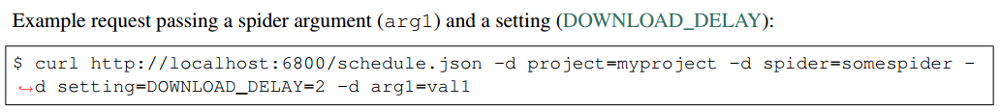 Example request passing a spider argument (arg1) and a setting (DOWNLOAD_DELAY):
$ curl http://localhost:6800/schedule.json -d project=myproject -d spider=somespider -
↪d setting=DOWNLOAD_DELAY=2 -d arg1=val1